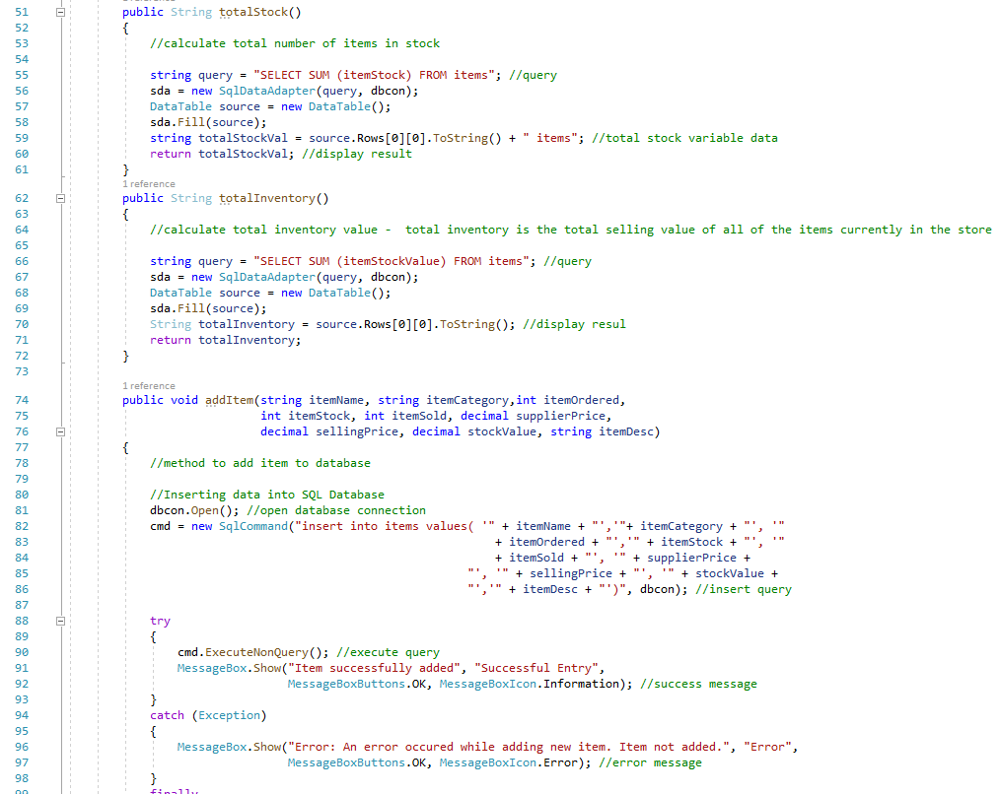 51 public String totalStock()
52 {
53 //calculate total number of items in stock
54
55 string query = "SELECT SUM (itemStock) FROM items"; //query
56 sda = new SqlDataAdapter(query, dbcon);
57 DataTable source = new DataTable();
58 sda.Fill(source);
59 string totalStockVal = source.Rows[0][0].ToString() + " items"; //total stock variable data
60 return totalStockVal; //display result
61 }
1 reference
62 public String totalInventory()
63 {
64 //calculate total inventory value -  total inventory is the total selling value of all of the items currently in the store
65
66 string query = "SELECT SUM (itemStockValue) FROM items"; //query
67 sda = new SqlDataAdapter(query, dbcon);
68 DataTable source = new DataTable();
69 sda.Fill(source);
70 String totalInventory = source.Rows[0][0].ToString(); //display resul
71 return totalInventory;
72 }
73
1 reference
74 public void addItem(string itemName, string itemCategory,int itemOrdered,
75 int itemStock, int itemSold, decimal supplierPrice,
76 decimal sellingPrice, decimal stockValue, string itemDesc)
77 {
78 //method to add item to database
79
80 //Inserting data into SQL Database
81 dbcon.Open(); //open database connection
82 cmd = new SqlCommand("insert into items values( '" + itemName + "','"+ itemCategory + "', '"
83 + itemOrdered + "','" + itemStock + "', '"
84 + itemSold + "', '" + supplierPrice +
85 "', '" + sellingPrice + "', '" + stockValue +
86 "','" + itemDesc + "')", dbcon); //insert query
87
88 try
89 {
90 cmd.ExecuteNonQuery(); //execute query
91 MessageBox.Show("Item successfully added", "Successful Entry",
92 MessageBoxButtons.OK, MessageBoxIcon.Information); //success message
93 }
94 catch (Exception)
95 {
96 MessageBox.Show("Error: An error occured while adding new item. Item not added.", "Error",
97 MessageBoxButtons.OK, MessageBoxIcon.Error); //error message
98 }
99 finally